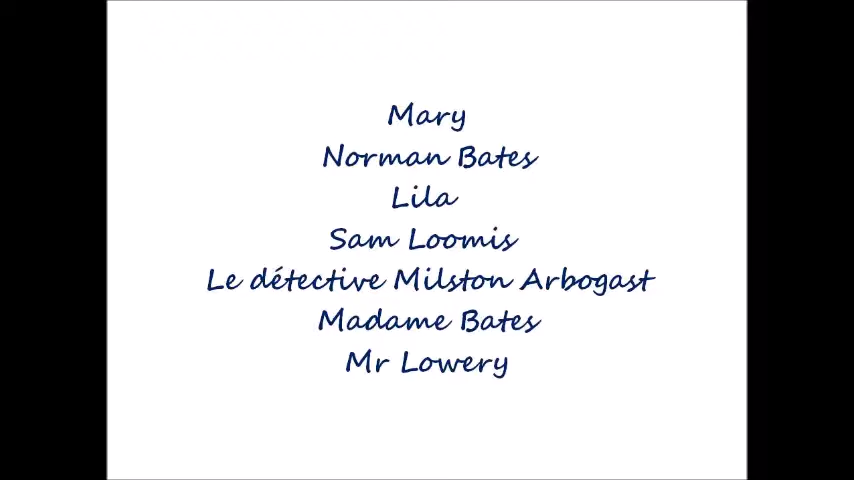 Mary
Norman Bates
Lila
Sam Loomis
Le détective Milston Arbogast
Madame Bates
Mr Lowery